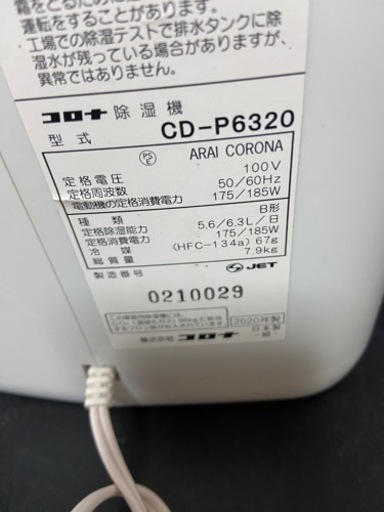 霜をとるために運
運転をすることがあります。
工場での除湿テストで排水タンクに除
湿水が残っている場合がありますが
異常ではありません。
コロナ 除湿機
型式 CD-P6320
PSE ARAI CORONA
定格電圧 100V
定格周波数 50/60Hz
電動機の定格消費電力 175/185W
種類 B形
定格除湿能力 5.6/6.3L/日
定格消費電力 175/185W
冷媒 (HFC-134a) 67g
総質量 7.9kg
製造番号 JET
0210029
2020年製
株式会社 コロナ
日本製